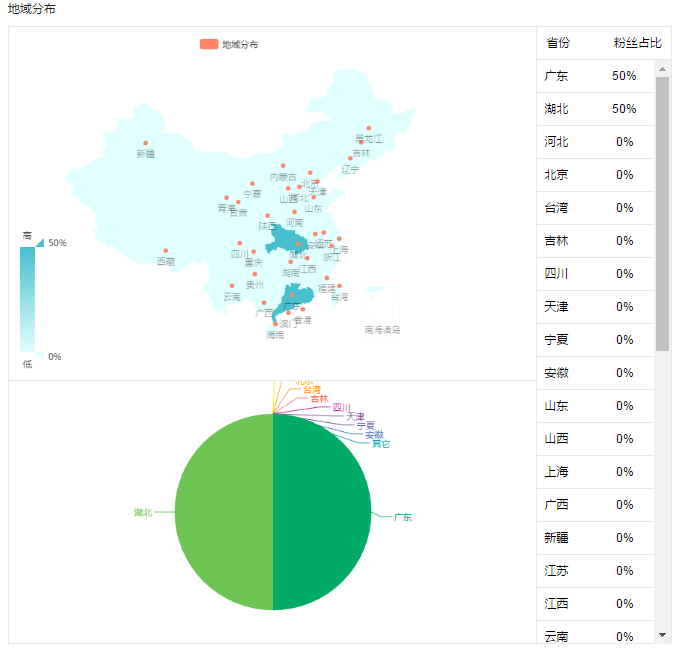 地域分布
地域分布
黑龙江
吉林
新疆
辽宁
内蒙古
北京
天津
宁夏
山西
河北
青海
甘肃
山东
陕西
河南
高
50%
四川
重庆
湖北
安徽
江苏
上海
浙江
西藏
湖南
江西
贵州
云南
福建
台湾
广西
广东
澳门
香港
海南
南海诸岛
低
0%
北京
台湾
吉林
四川
天津
宁夏
安徽
其它
湖北
广东
省份 粉丝占比
广东 50%
湖北 50%
河北 0%
北京 0%
台湾 0%
吉林 0%
四川 0%
天津 0%
宁夏 0%
安徽 0%
山东 0%
山西 0%
上海 0%
广西 0%
新疆 0%
江苏 0%
江西 0%
云南 0%